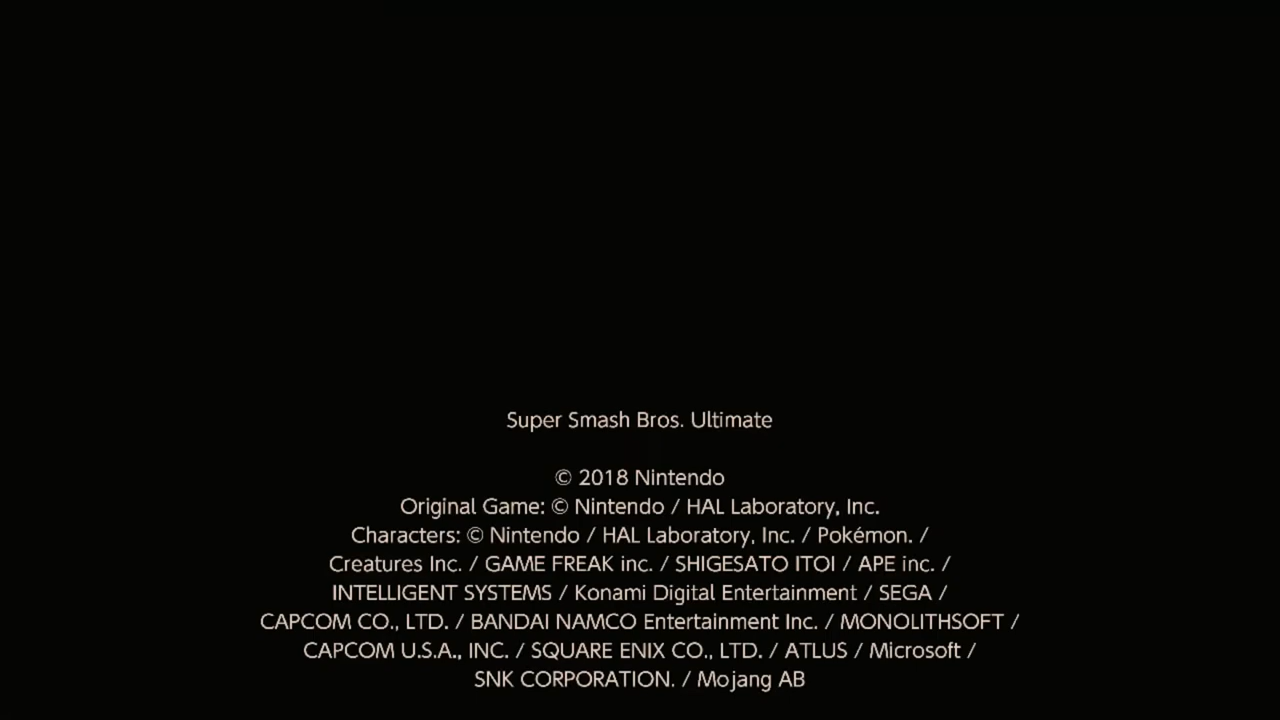 Super Smash Bros. Ultimate
© 2018 Nintendo
Original Game: © Nintendo / HAL Laboratory, Inc.
Characters: © Nintendo / HAL Laboratory, Inc. / Pokémon. /
Creatures Inc. / GAME FREAK inc. / SHIGESATO ITOI / APE inc. /
INTELLIGENT SYSTEMS / Konami Digital Entertainment / SEGA /
CAPCOM CO., LTD. / BANDAI NAMCO Entertainment Inc. / MONOLITHSOFT /
CAPCOM U.S.A., INC. / SQUARE ENIX CO., LTD. / ATLUS / Microsoft /
SNK CORPORATION. / Mojang AB